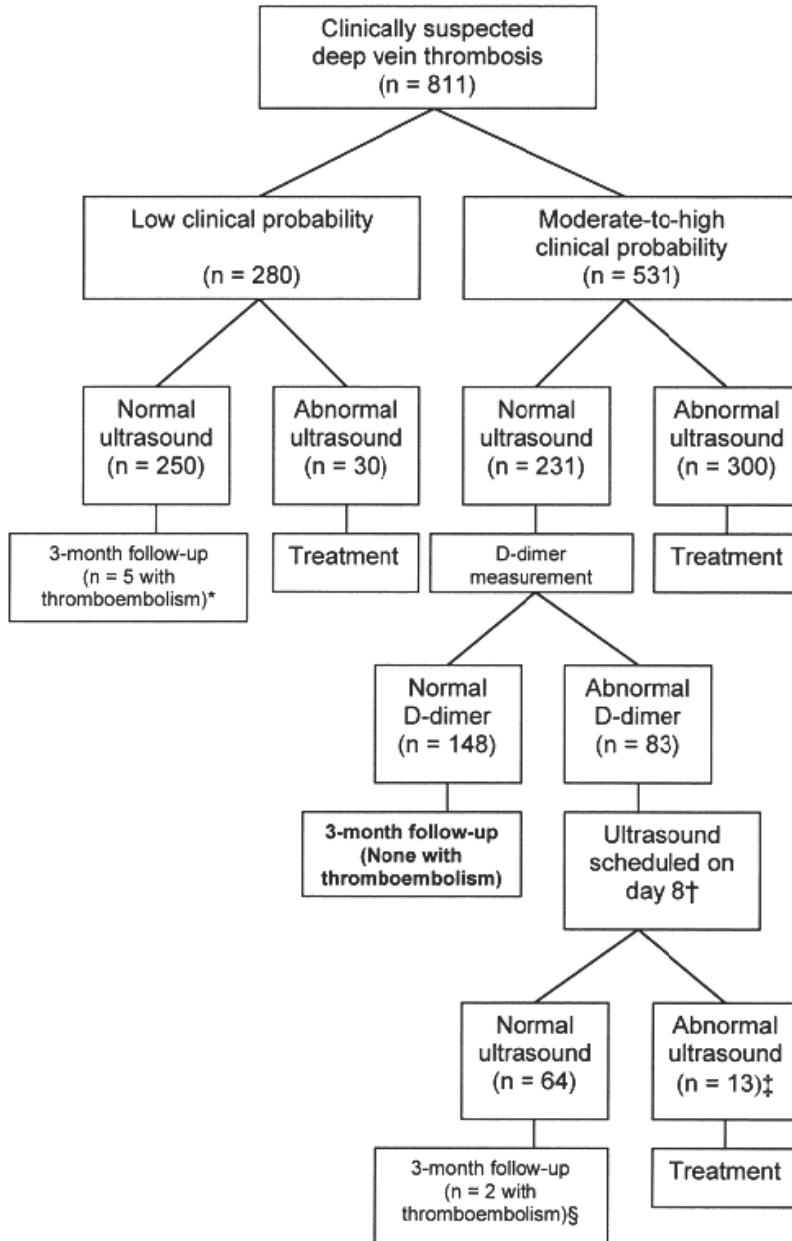 Clinically suspected
deep vein thrombosis
(n = 811)
Low clinical probability
(n = 280)
Moderate-to-high
clinical probability
(n = 531)
Normal
ultrasound
(n = 250)
Abnormal
ultrasound
(n = 30)
Normal
ultrasound
(n = 231)
Abnormal
ultrasound
(n = 300)
3-month follow-up
(n = 5 with
thromboembolism)*
Treatment
D-dimer
measurement
Treatment
Normal
D-dimer
(n = 148)
Abnormal
D-dimer
(n = 83)
3-month follow-up
(None with
thromboembolism)
Ultrasound
scheduled on
day 8†
Normal
ultrasound
(n = 64)
Abnormal
ultrasound
(n = 13)‡
3-month follow-up
(n = 2 with
thromboembolism)§
Treatment